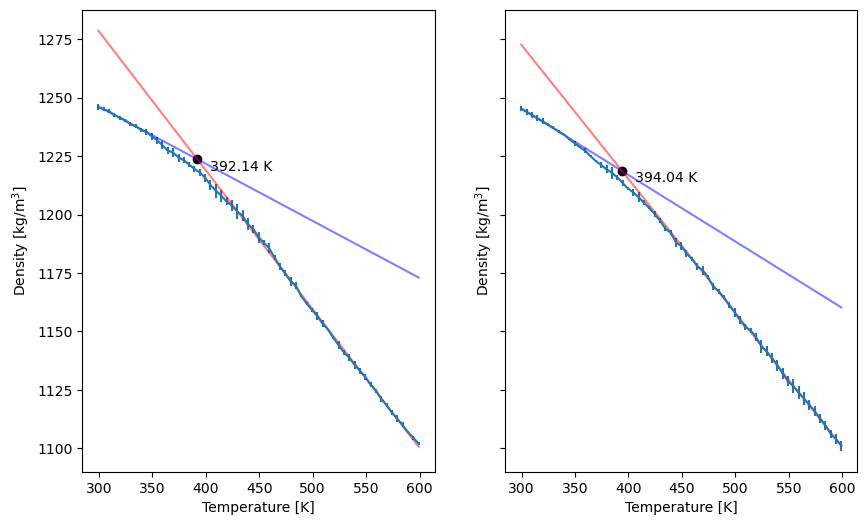 1275
1250
1225
1200
1175
1150
1125
1100
Density [kg/m³]
392.14 K
300 350 400 450 500 550 600
Temperature [K]
Density [kg/m³]
394.04 K
300 350 400 450 500 550 600
Temperature [K]